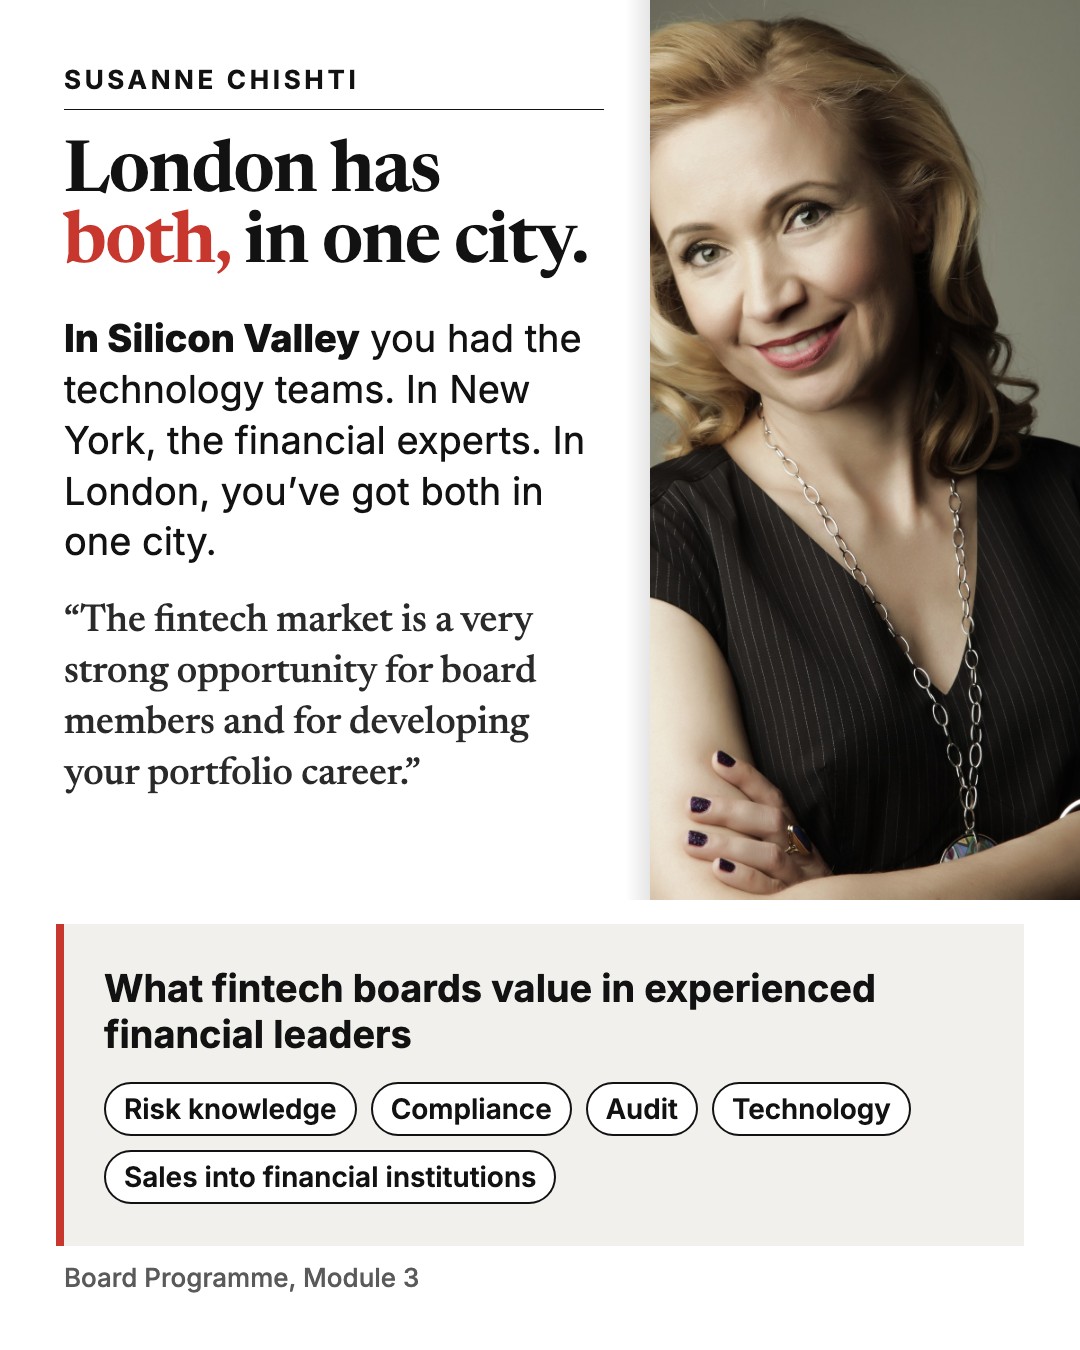 SUSANNE CHISHTI
London has
both, in one city.
In Silicon Valley you had the
technology teams. In New
York, the financial experts. In
London, you’ve got both in
one city.
“The fintech market is a very
strong opportunity for board
members and for developing
your portfolio career.”
What fintech boards value in experienced
financial leaders
Risk knowledge
Compliance
Audit
Technology
Sales into financial institutions
Board Programme, Module 3